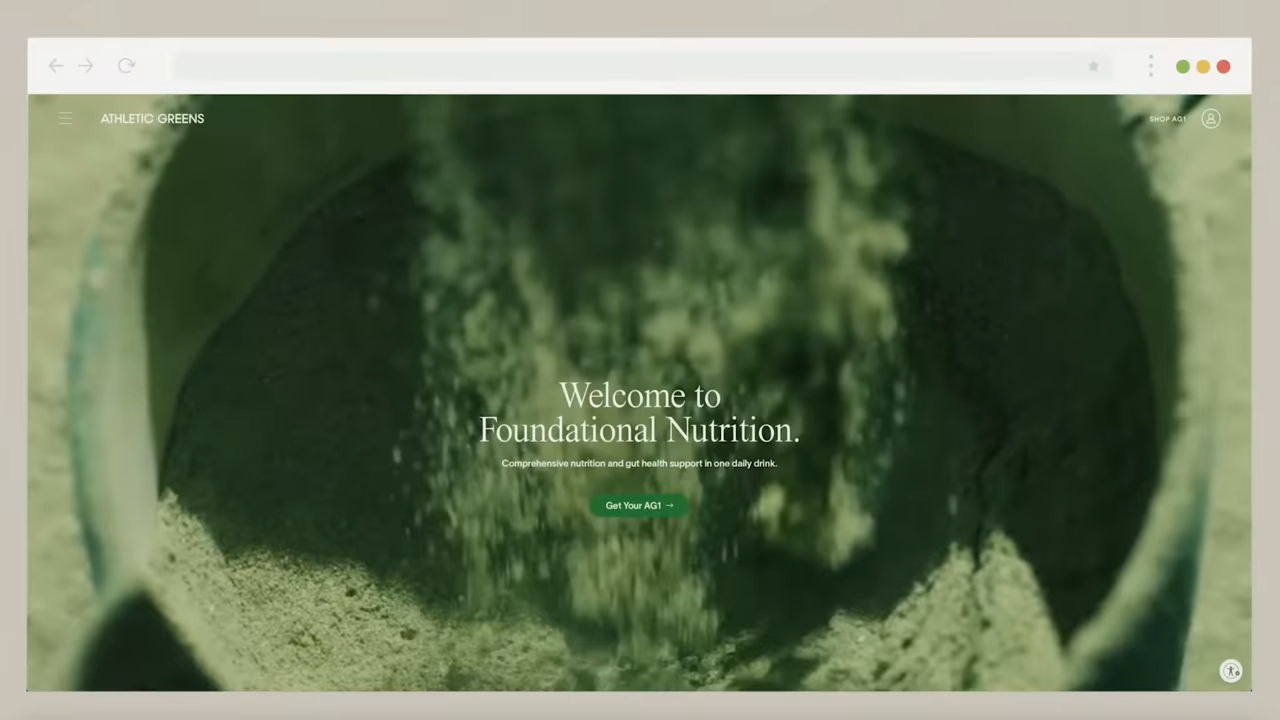 ATHLETIC GREENS
SHOP AG1
Welcome to
Foundational Nutrition.
Comprehensive nutrition and gut health support in one daily drink.
Get Your AG1 →